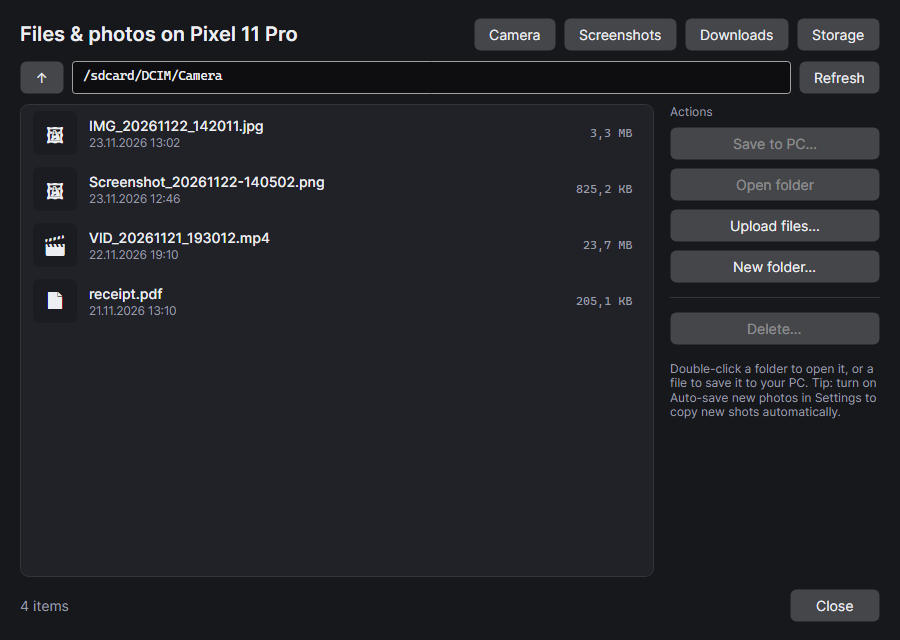 Files & photos on Pixel 11 Pro
Camera
Screenshots
Downloads
Storage
↑
/sdcard/DCIM/Camera
Refresh
IMG_20261122_142011.jpg
23.11.2026 13:02
3,3 MB
Screenshot_20261122-140502.png
23.11.2026 12:46
825,2 KB
VID_20261121_193012.mp4
22.11.2026 19:10
23,7 MB
receipt.pdf
21.11.2026 13:10
205,1 KB
Actions
Save to PC...
Open folder
Upload files...
New folder...
Delete...
Double-click a folder to open it, or a
file to save it to your PC. Tip: turn on
Auto-save new photos in Settings to
copy new shots automatically.
4 items
Close